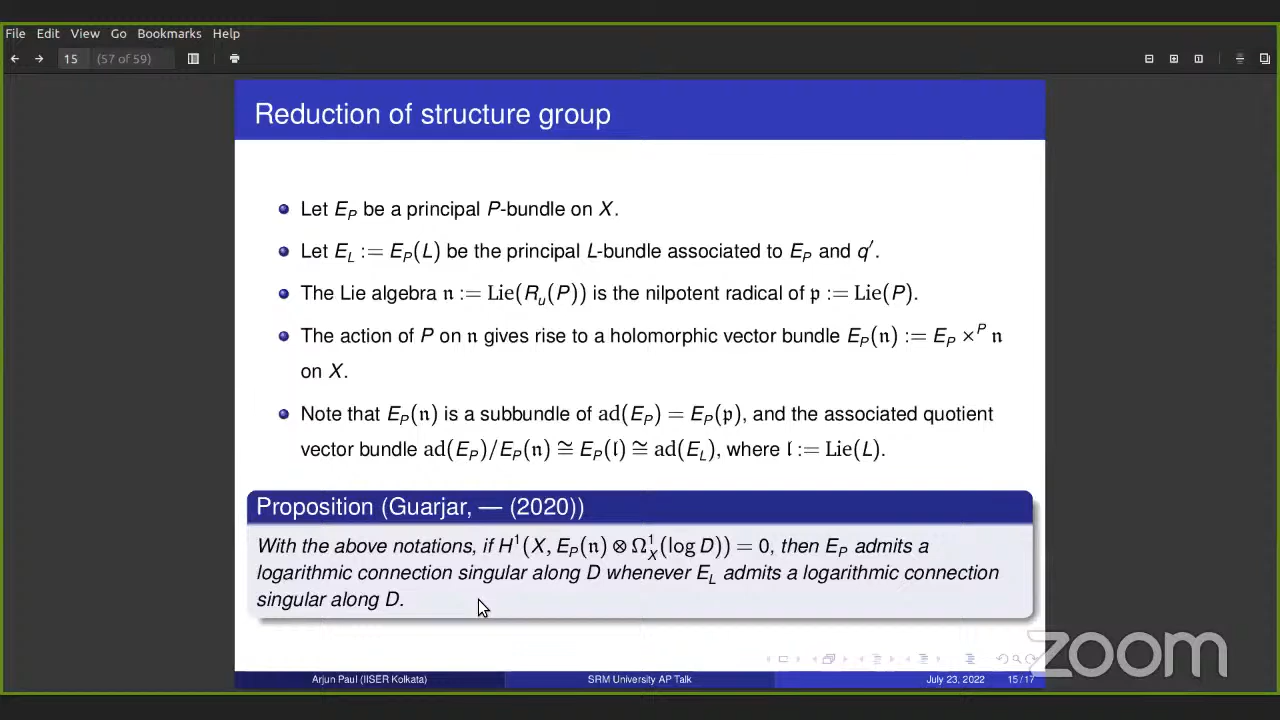 File Edit View Go Bookmarks Help
15 (57 of 59)
Reduction of structure group
Let E_P be a principal P-bundle on X.
Let E_L := E_P(L) be the principal L-bundle associated to E_P and q′.
The Lie algebra 𝔫 := Lie(R_u(P)) is the nilpotent radical of 𝔭 := Lie(P).
The action of P on 𝔫 gives rise to a holomorphic vector bundle E_P(𝔫) := E_P ×^P 𝔫
on X.
Note that E_P(𝔫) is a subbundle of ad(E_P) = E_P(𝔭), and the associated quotient
vector bundle ad(E_P)/E_P(𝔫) ≅ E_P(𝔩) ≅ ad(E_L), where 𝔩 := Lie(L).
Proposition (Guarjar, — (2020))
With the above notations, if H^1(X, E_P(𝔫) ⊗ Ω^1_X(log D)) = 0, then E_P admits a
logarithmic connection singular along D whenever E_L admits a logarithmic connection
singular along D.
zoom
Arjun Paul (IISER Kolkata) SRM University AP Talk July 23, 2022 15/17